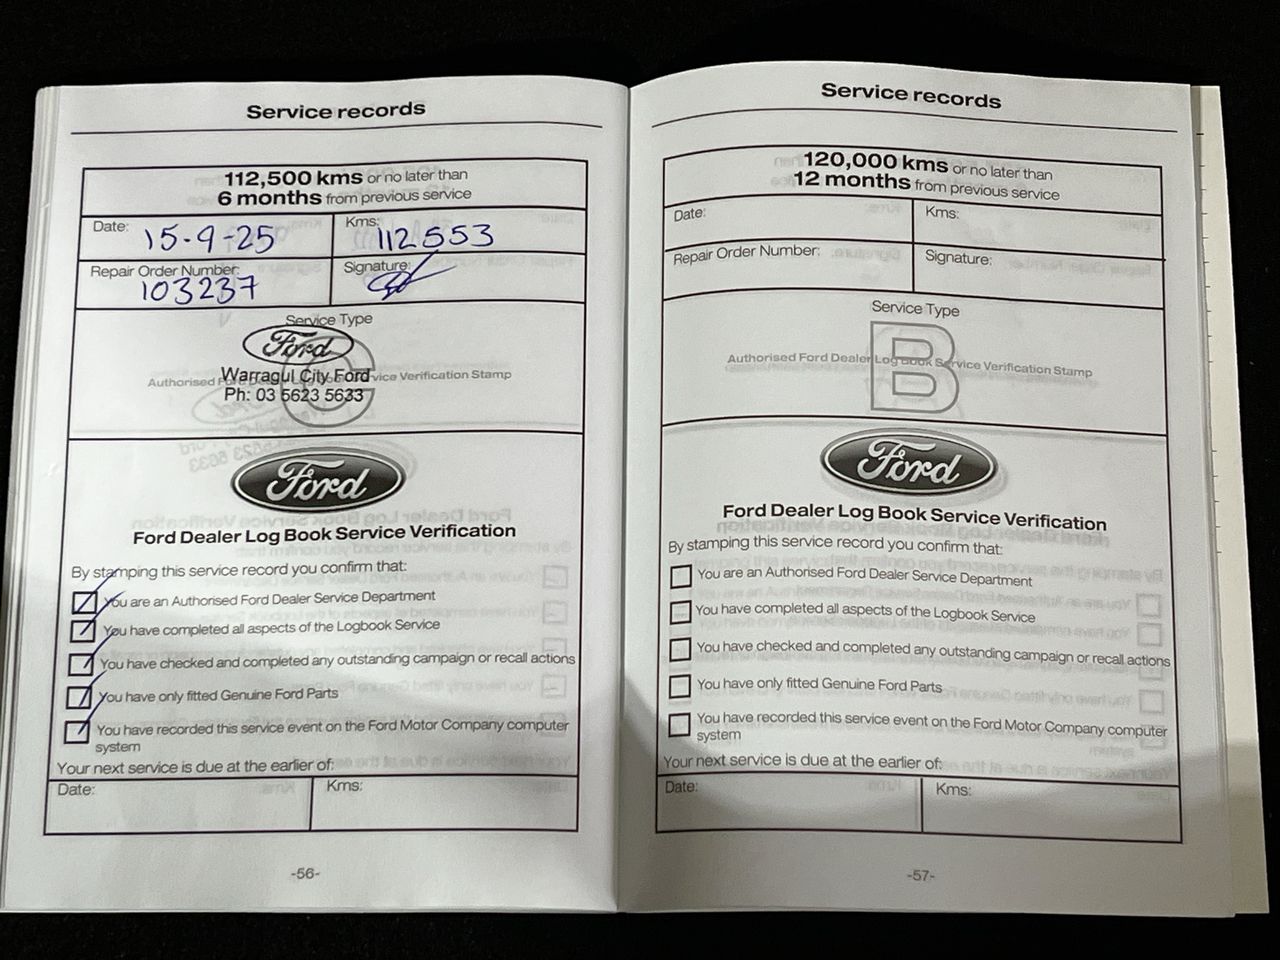 Service records
112,500 kms or no later than
6 months from previous service
Date: 15-9-25
Kms: 112553
Repair Order Number: 103237
Signature:
Service Type
Ford
C
Authorised Ford Dealer Log Book Service Verification Stamp
Warragul City Ford
Ph: 03 5623 5633
Ford
Ford Dealer Log Book Service Verification
By stamping this service record you confirm that:
You are an Authorised Ford Dealer Service Department
You have completed all aspects of the Logbook Service
You have checked and completed any outstanding campaign or recall actions
You have only fitted Genuine Ford Parts
You have recorded this service event on the Ford Motor Company computer
system
Your next service is due at the earlier of:
Date:
Kms:
-56-
Service records
120,000 kms or no later than
12 months from previous service
Date:
Kms:
Repair Order Number:
Signature:
Service Type
B
Authorised Ford Dealer Log Book Service Verification Stamp
Ford
Ford Dealer Log Book Service Verification
By stamping this service record you confirm that:
You are an Authorised Ford Dealer Service Department
You have completed all aspects of the Logbook Service
You have checked and completed any outstanding campaign or recall actions
You have only fitted Genuine Ford Parts
You have recorded this service event on the Ford Motor Company computer
system
Your next service is due at the earlier of:
Date:
Kms:
-57-